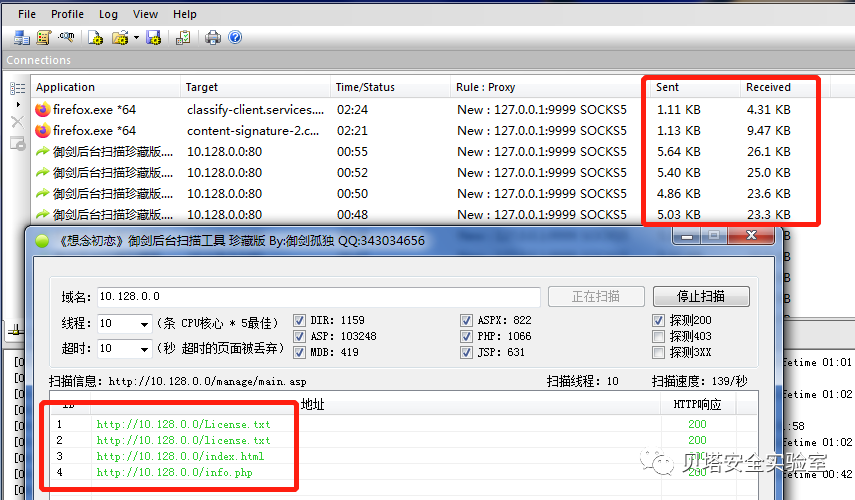 File Profile Log View Help
.com
Connections
Application Target Time/Status Rule : Proxy Sent Received
firefox.exe *64 classify-client.services.... 02:24 New : 127.0.0.1:9999 SOCKS5 1.11 KB 4.31 KB
firefox.exe *64 content-signature-2.c... 02:21 New : 127.0.0.1:9999 SOCKS5 1.13 KB 9.47 KB
御剑后台扫描珍藏版.... 10.128.0.0:80 00:55 New : 127.0.0.1:9999 SOCKS5 5.64 KB 26.1 KB
御剑后台扫描珍藏版.... 10.128.0.0:80 00:52 New : 127.0.0.1:9999 SOCKS5 5.40 KB 25.0 KB
御剑后台扫描珍藏版.... 10.128.0.0:80 00:50 New : 127.0.0.1:9999 SOCKS5 4.86 KB 23.6 KB
御剑后台扫描珍藏版.... 10.128.0.0:80 00:48 New : 127.0.0.1:9999 SOCKS5 5.03 KB 23.3 KB
《想念初恋》御剑后台扫描工具 珍藏版 By:御剑孤独 QQ:343034656
域名: 10.128.0.0 正在扫描 停止扫描
线程: 10 (条 CPU核心 * 5最佳) DIR: 1159 ASPX: 822 探测200
ASP: 103248 PHP: 1066 探测403
超时: 10 (秒 超时的页面被丢弃) MDB: 419 JSP: 631 探测3XX
扫描信息: http://10.128.0.0/manage/main.asp 扫描线程: 10 扫描速度: 139/秒
ID 地址 HTTP响应
1 http://10.128.0.0/License.txt 200
2 http://10.128.0.0/license.txt 200
3 http://10.128.0.0/index.html 200
4 http://10.128.0.0/info.php 200
fetime 01:01
fetime 01:02
:58
fetime 01:02
fetime 00:42
贝塔安全实验室